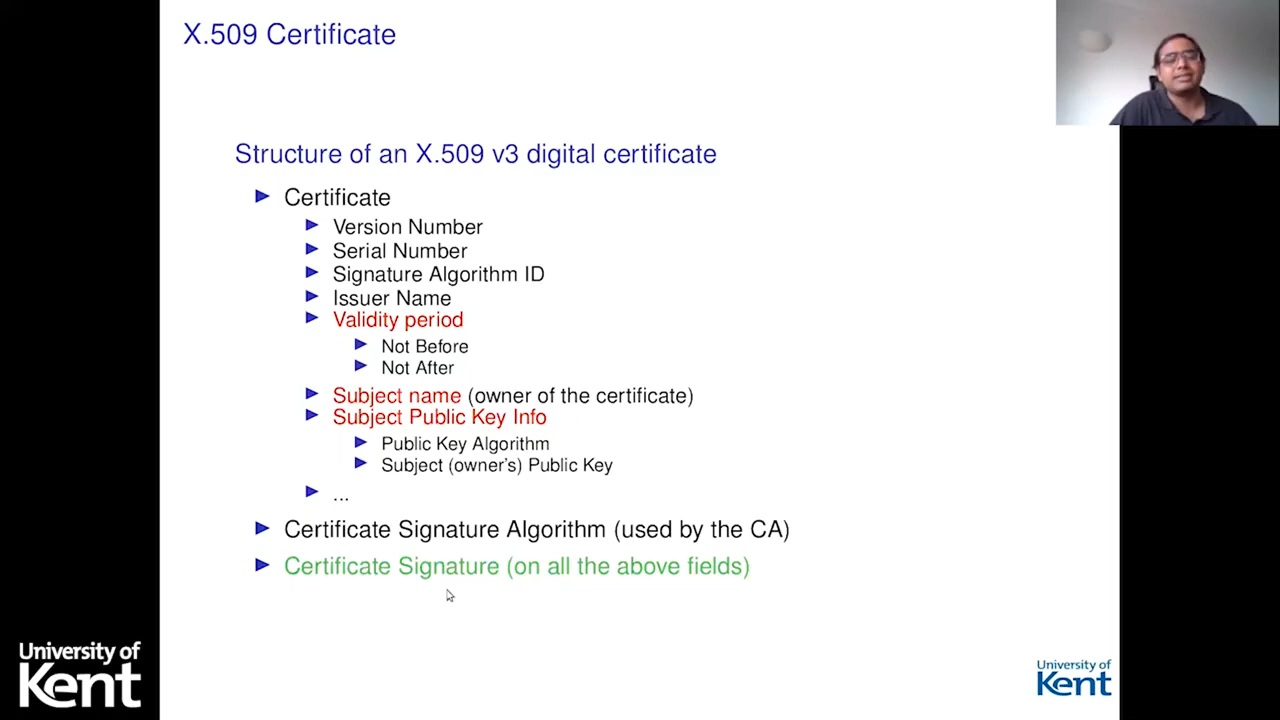 X.509 Certificate
Structure of an X.509 v3 digital certificate
Certificate
Version Number
Serial Number
Signature Algorithm ID
Issuer Name
Validity period
Not Before
Not After
Subject name (owner of the certificate)
Subject Public Key Info
Public Key Algorithm
Subject (owner's) Public Key
...
Certificate Signature Algorithm (used by the CA)
Certificate Signature (on all the above fields)
University of
Kent
University of
Kent